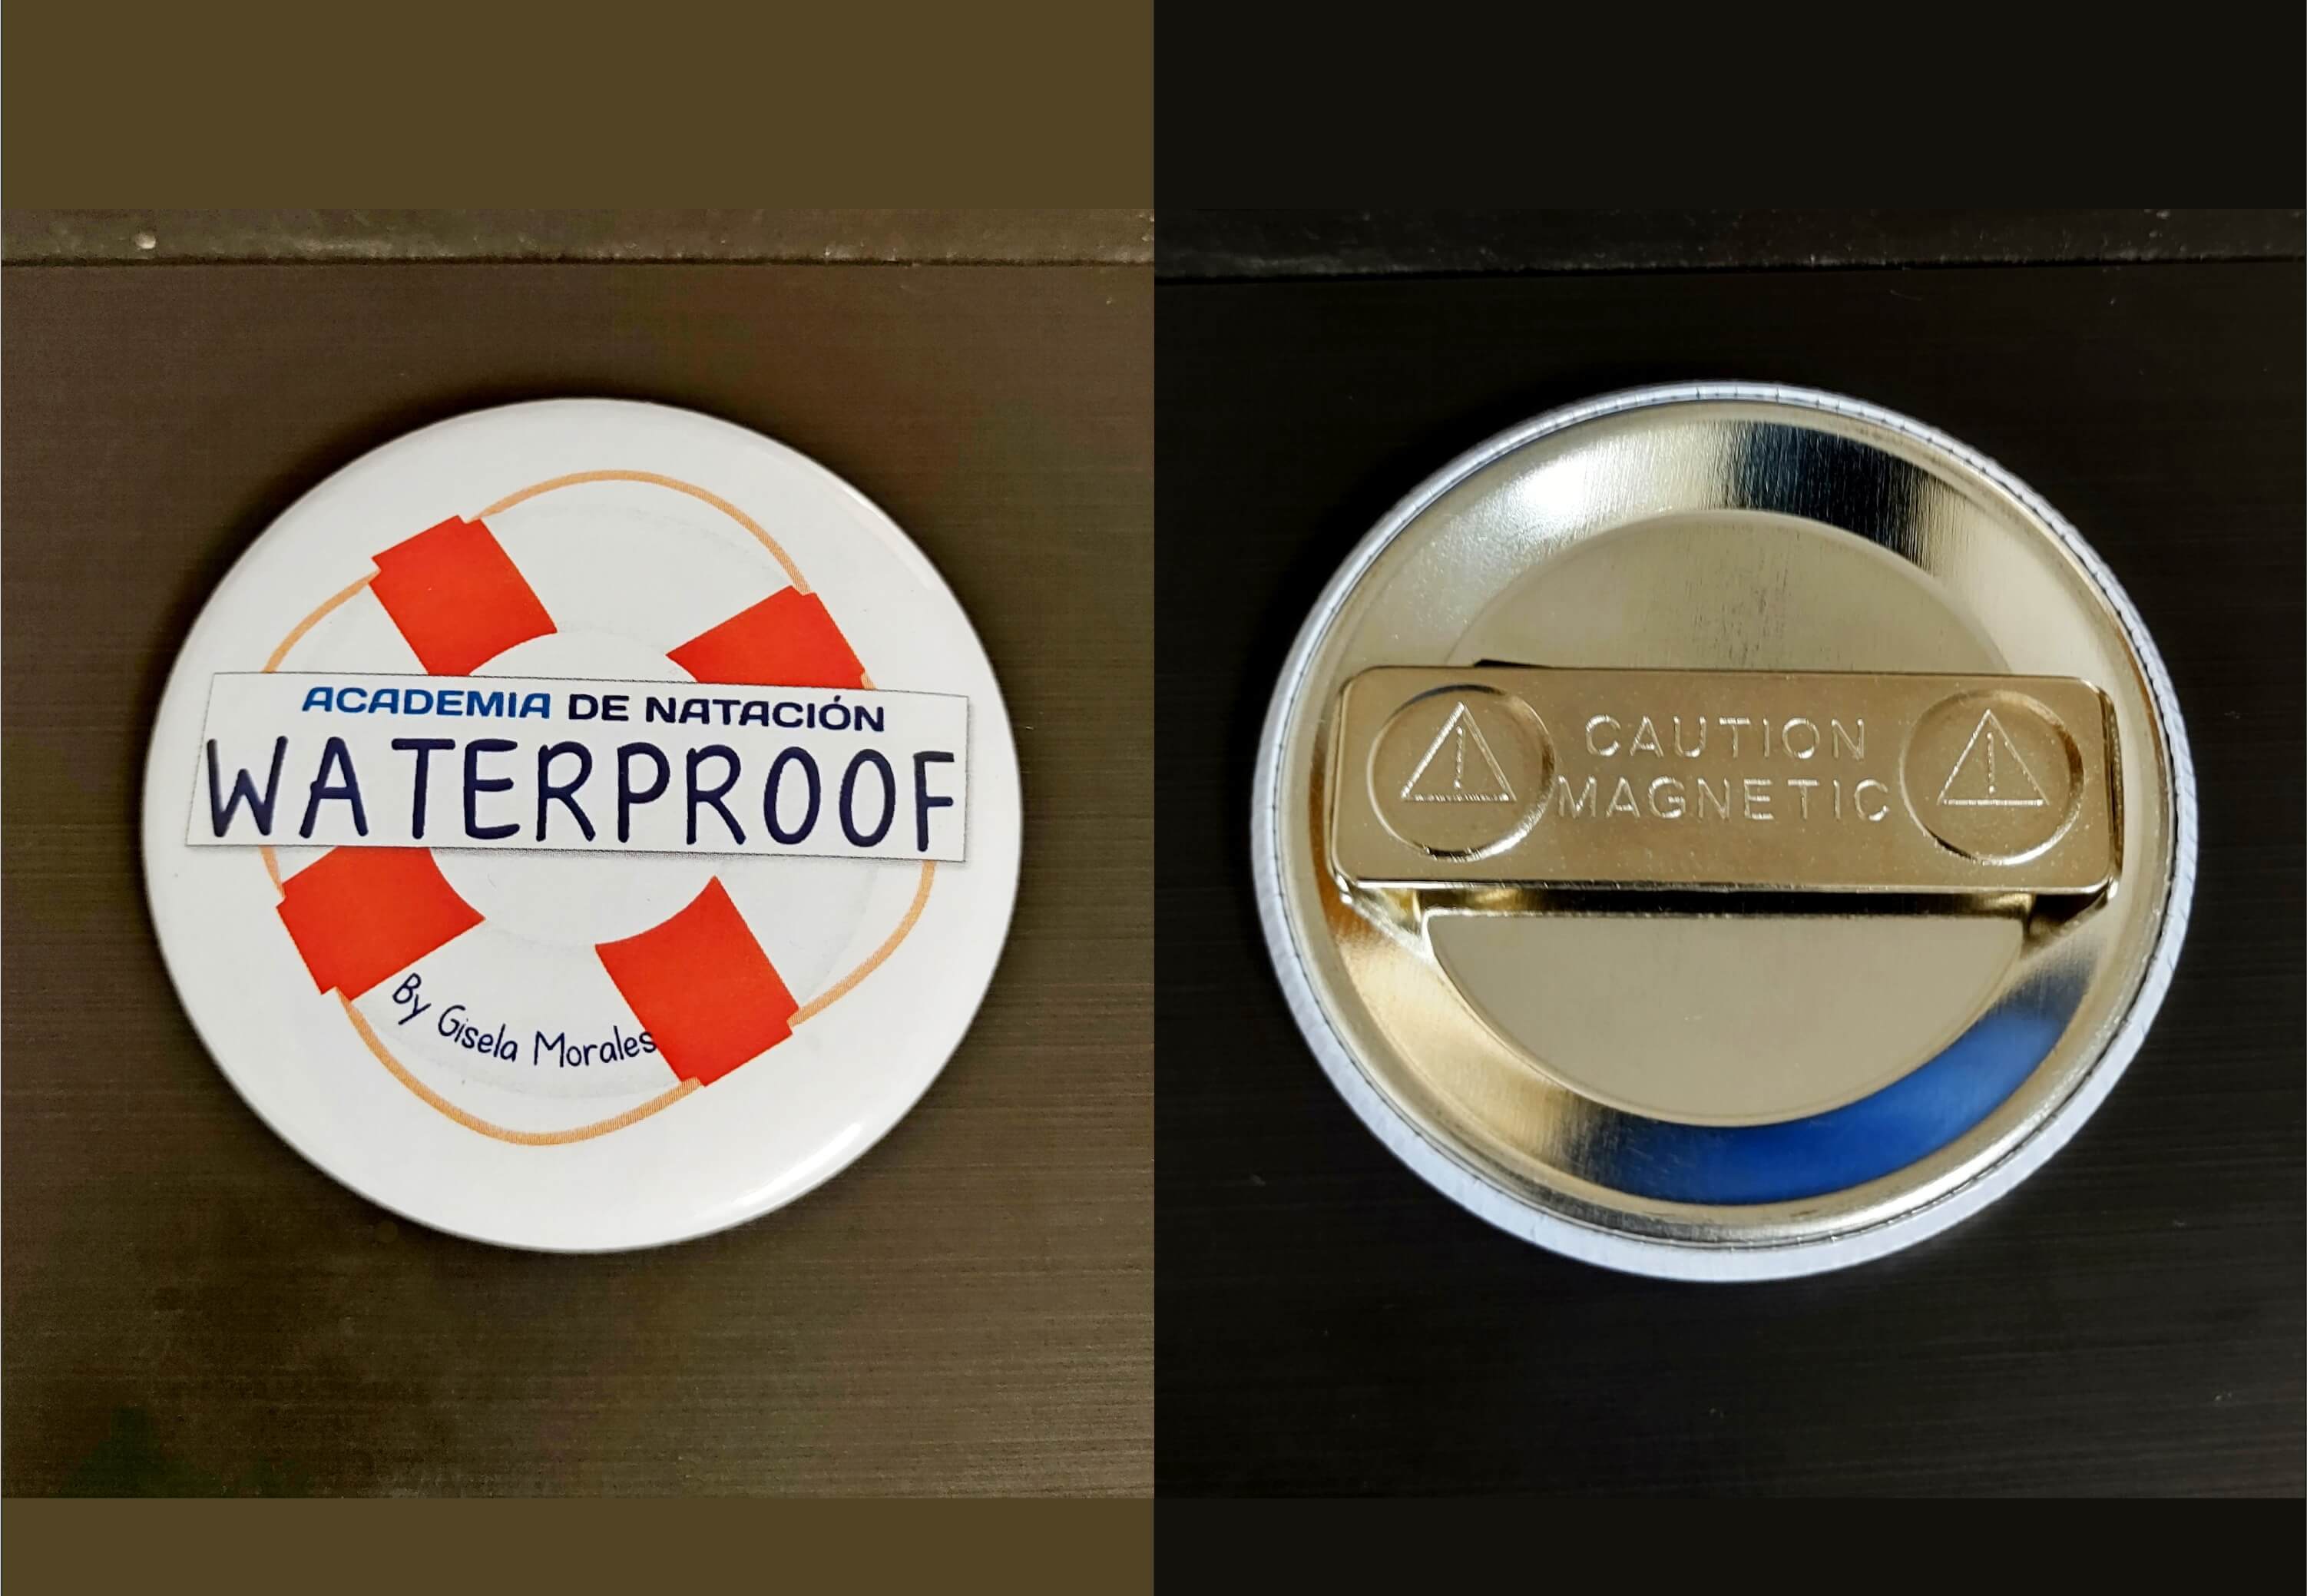 ACADEMIA DE NATACIÓN
WATERPROOF
By Gisela Morales
CAUTION
MAGNETIC